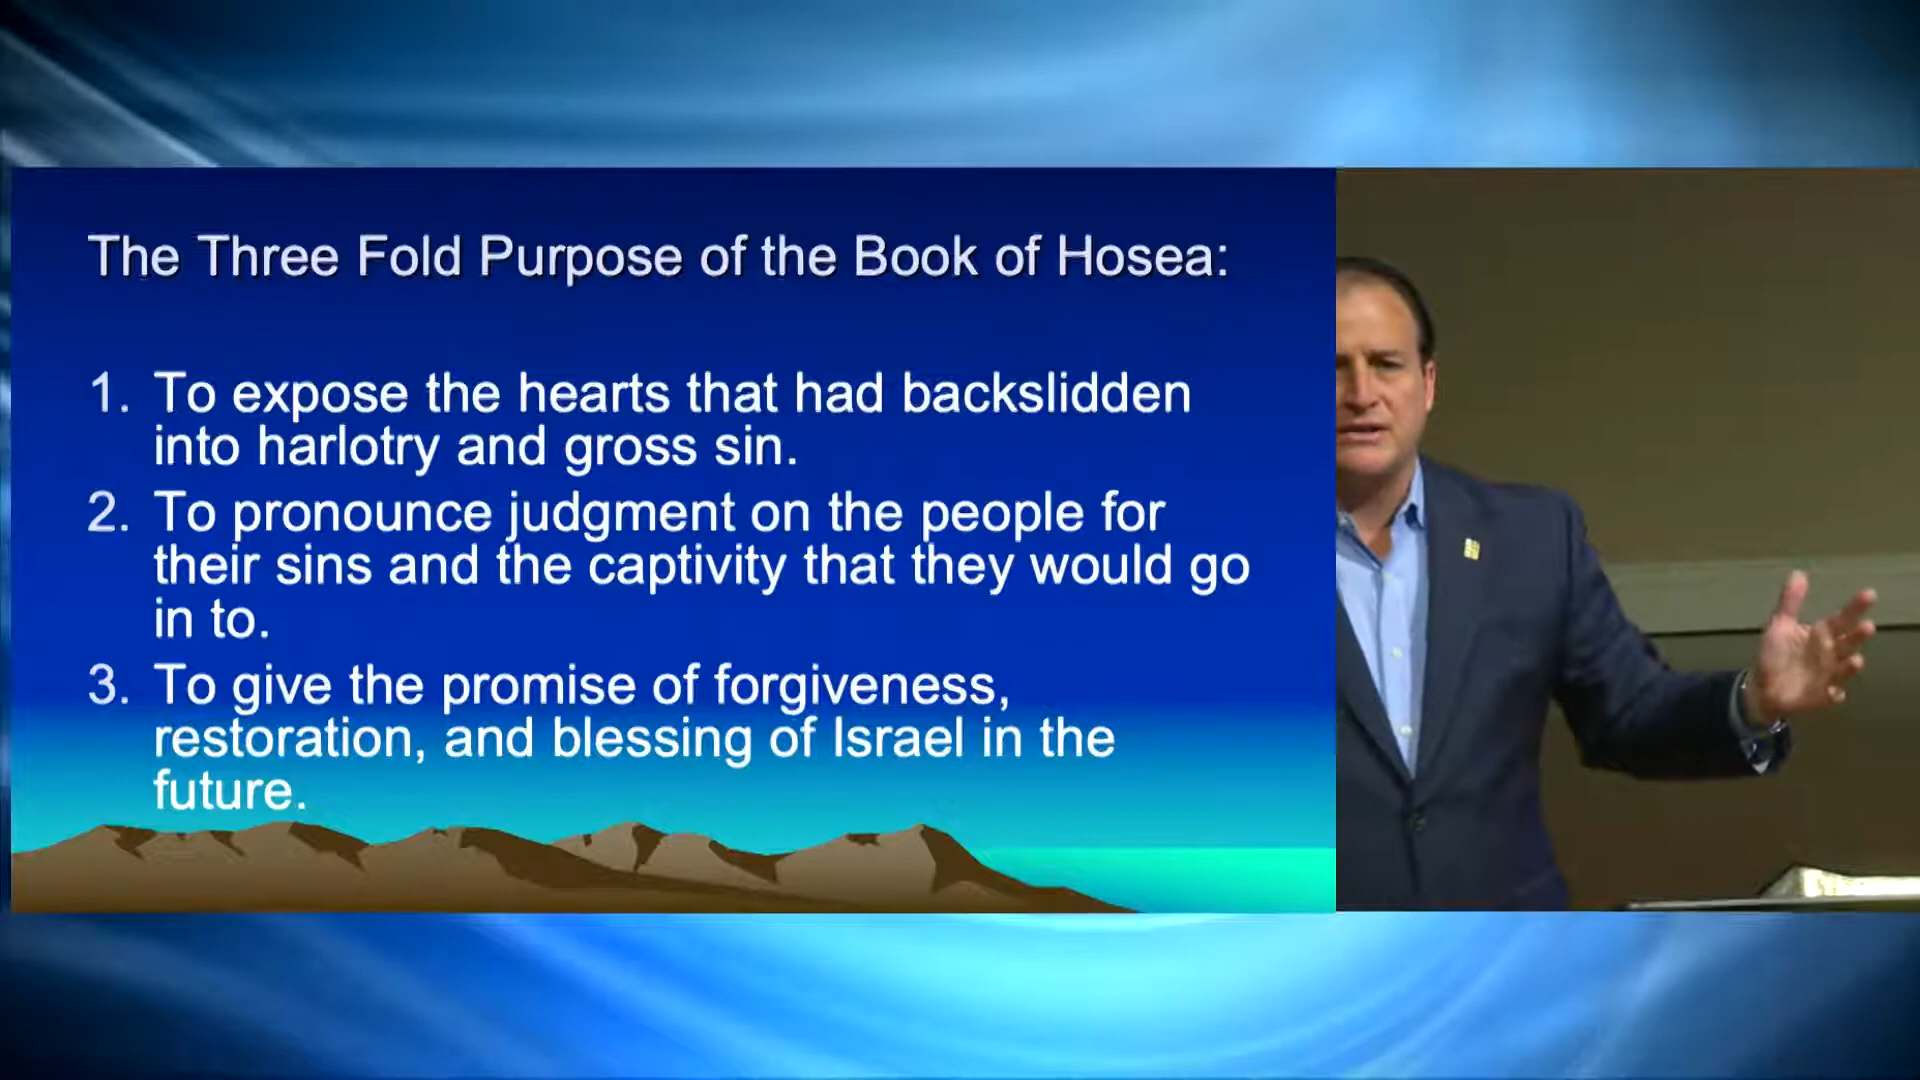 The Three Fold Purpose of the Book of Hosea:
1. To expose the hearts that had backslidden
into harlotry and gross sin.
2. To pronounce judgment on the people for
their sins and the captivity that they would go
in to.
3. To give the promise of forgiveness,
restoration, and blessing of Israel in the
future.